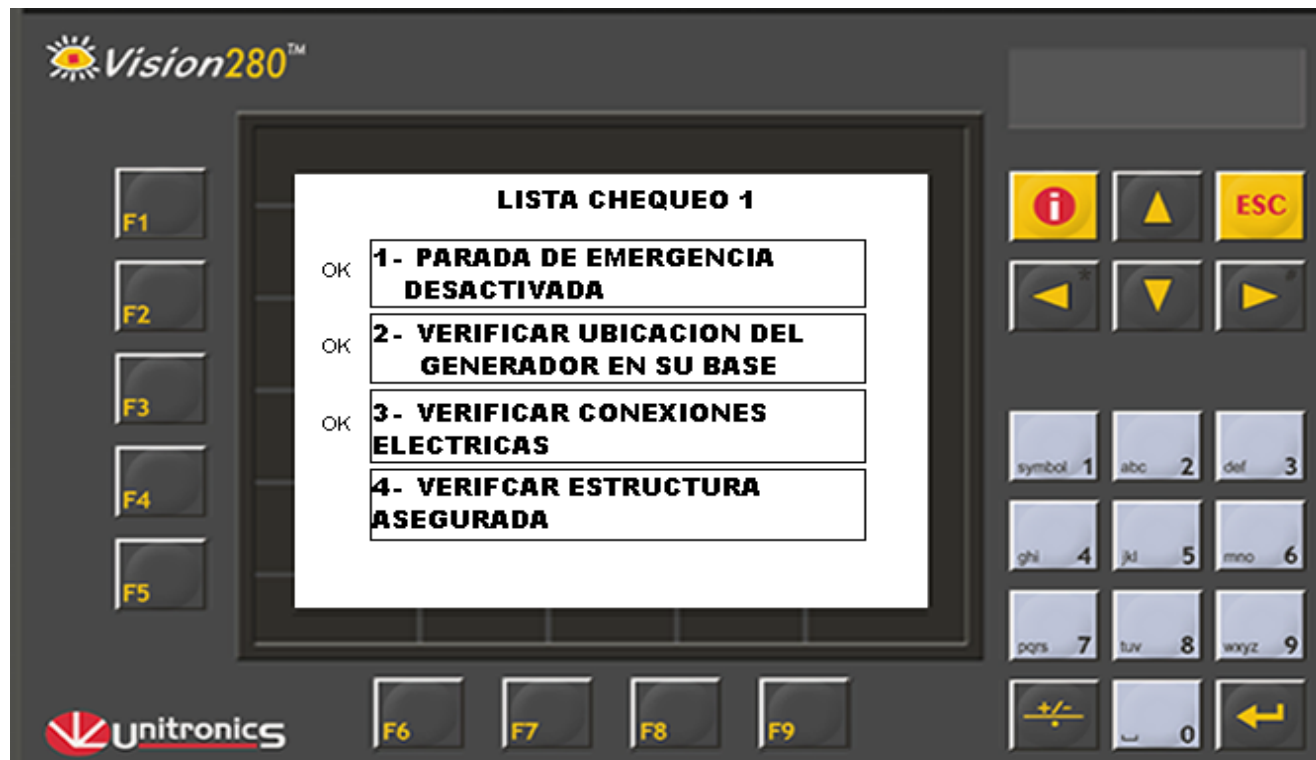 Vision280™
LISTA CHEQUEO 1
OK
1- PARADA DE EMERGENCIA
DESACTIVADA
OK
2- VERIFICAR UBICACION DEL
GENERADOR EN SU BASE
OK
3- VERIFICAR CONEXIONES
ELECTRICAS
4- VERIFCAR ESTRUCTURA
ASEGURADA
F1
F2
F3
F4
F5
F6
F7
F8
F9
i
ESC
*
#
symbol 1
abc 2
def 3
ghi 4
jkl 5
mno 6
pqrs 7
tuv 8
wxyz 9
+/-
0
unitronics